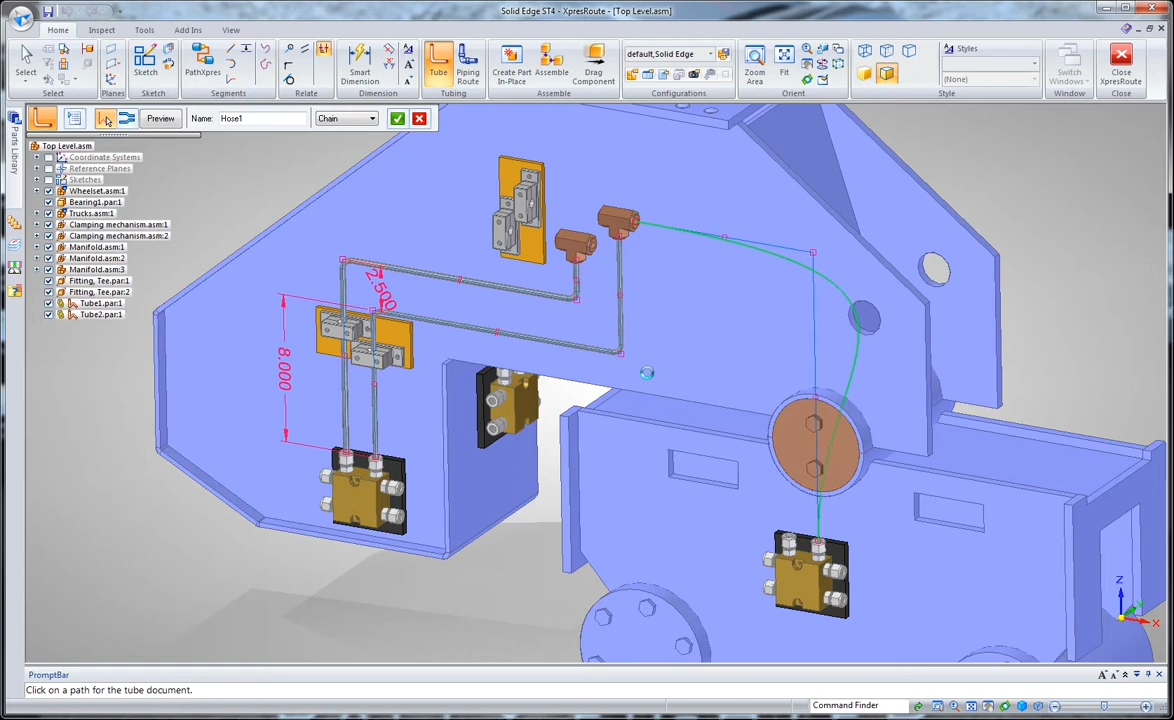 Solid Edge ST4 - XpresRoute - [Top Level.asm]
Home
Inspect
Tools
Add Ins
View
Select
Sketch
PathXpres
Smart Dimension
Tube
Piping Route
Create Part In-Place
Assemble
Drag Component
default,Solid Edge
Zoom Area
Fit
Styles
(None)
Switch Windows
Close XpresRoute
Select
Planes
Sketch
Segments
Relate
Tubing
Assemble
Configurations
Orient
Style
Window
Close
Preview
Name:
Hose1
Chain
Parts Library
Top Level.asm
Coordinate Systems
Reference Planes
Sketches
Wheelset.asm:1
Bearing1.par:1
Trucks.asm:1
Clamping mechanism.asm:1
Clamping mechanism.asm:2
Manifold.asm:1
Manifold.asm:2
Manifold.asm:3
Fitting, Tee.par:1
Fitting, Tee.par:2
Tube1.par:1
Tube2.par:1
2.500
8.000
Z
Y
X
PromptBar
Click on a path for the tube document.
Command Finder